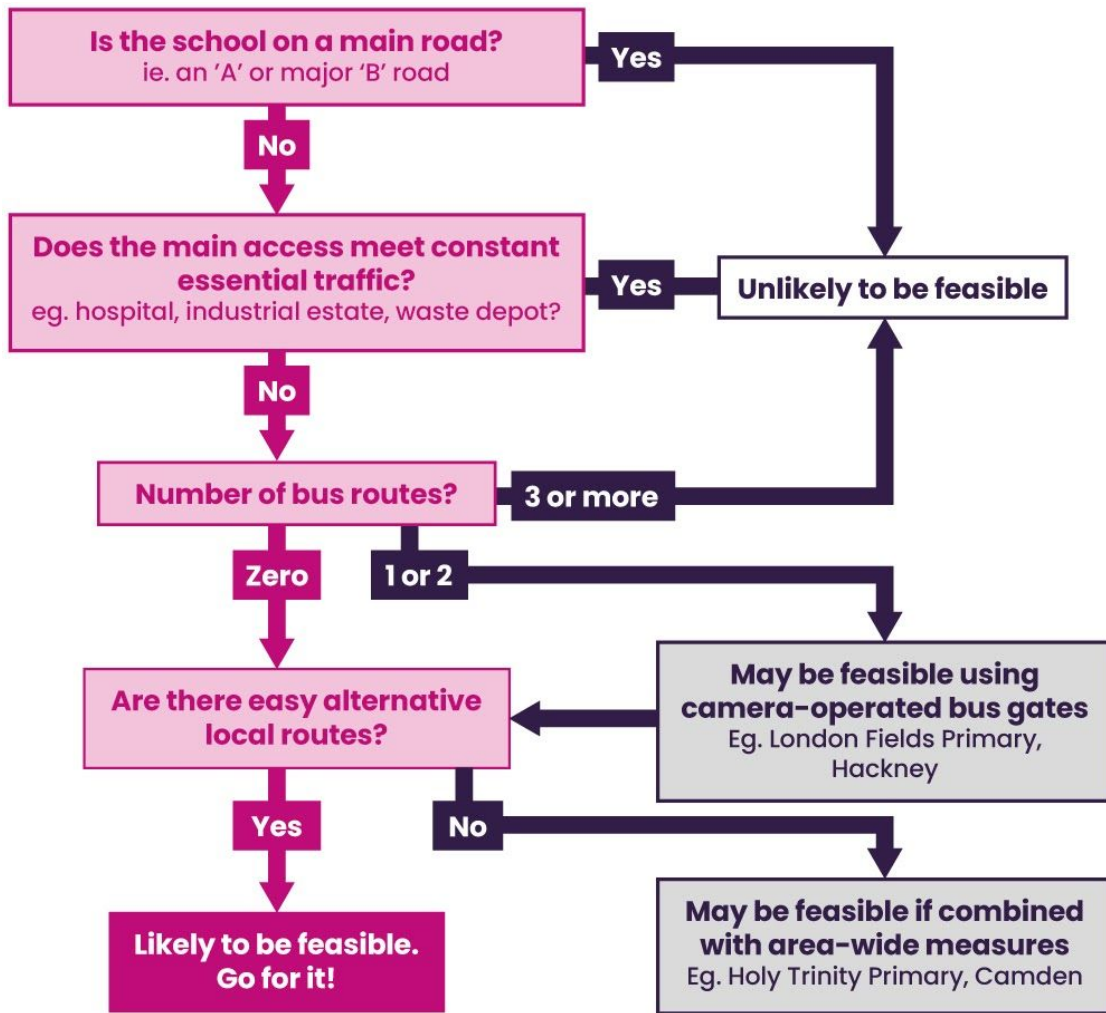 Is the school on a main road?
ie. an ’A’ or major ‘B’ road
Yes
No
Does the main access meet constant
essential traffic?
eg. hospital, industrial estate, waste depot?
Yes
Unlikely to be feasible
No
Number of bus routes?
3 or more
Zero
1 or 2
May be feasible using
camera-operated bus gates
Eg. London Fields Primary,
Hackney
Are there easy alternative
local routes?
Yes
No
Likely to be feasible.
Go for it!
May be feasible if combined
with area-wide measures
Eg. Holy Trinity Primary, Camden